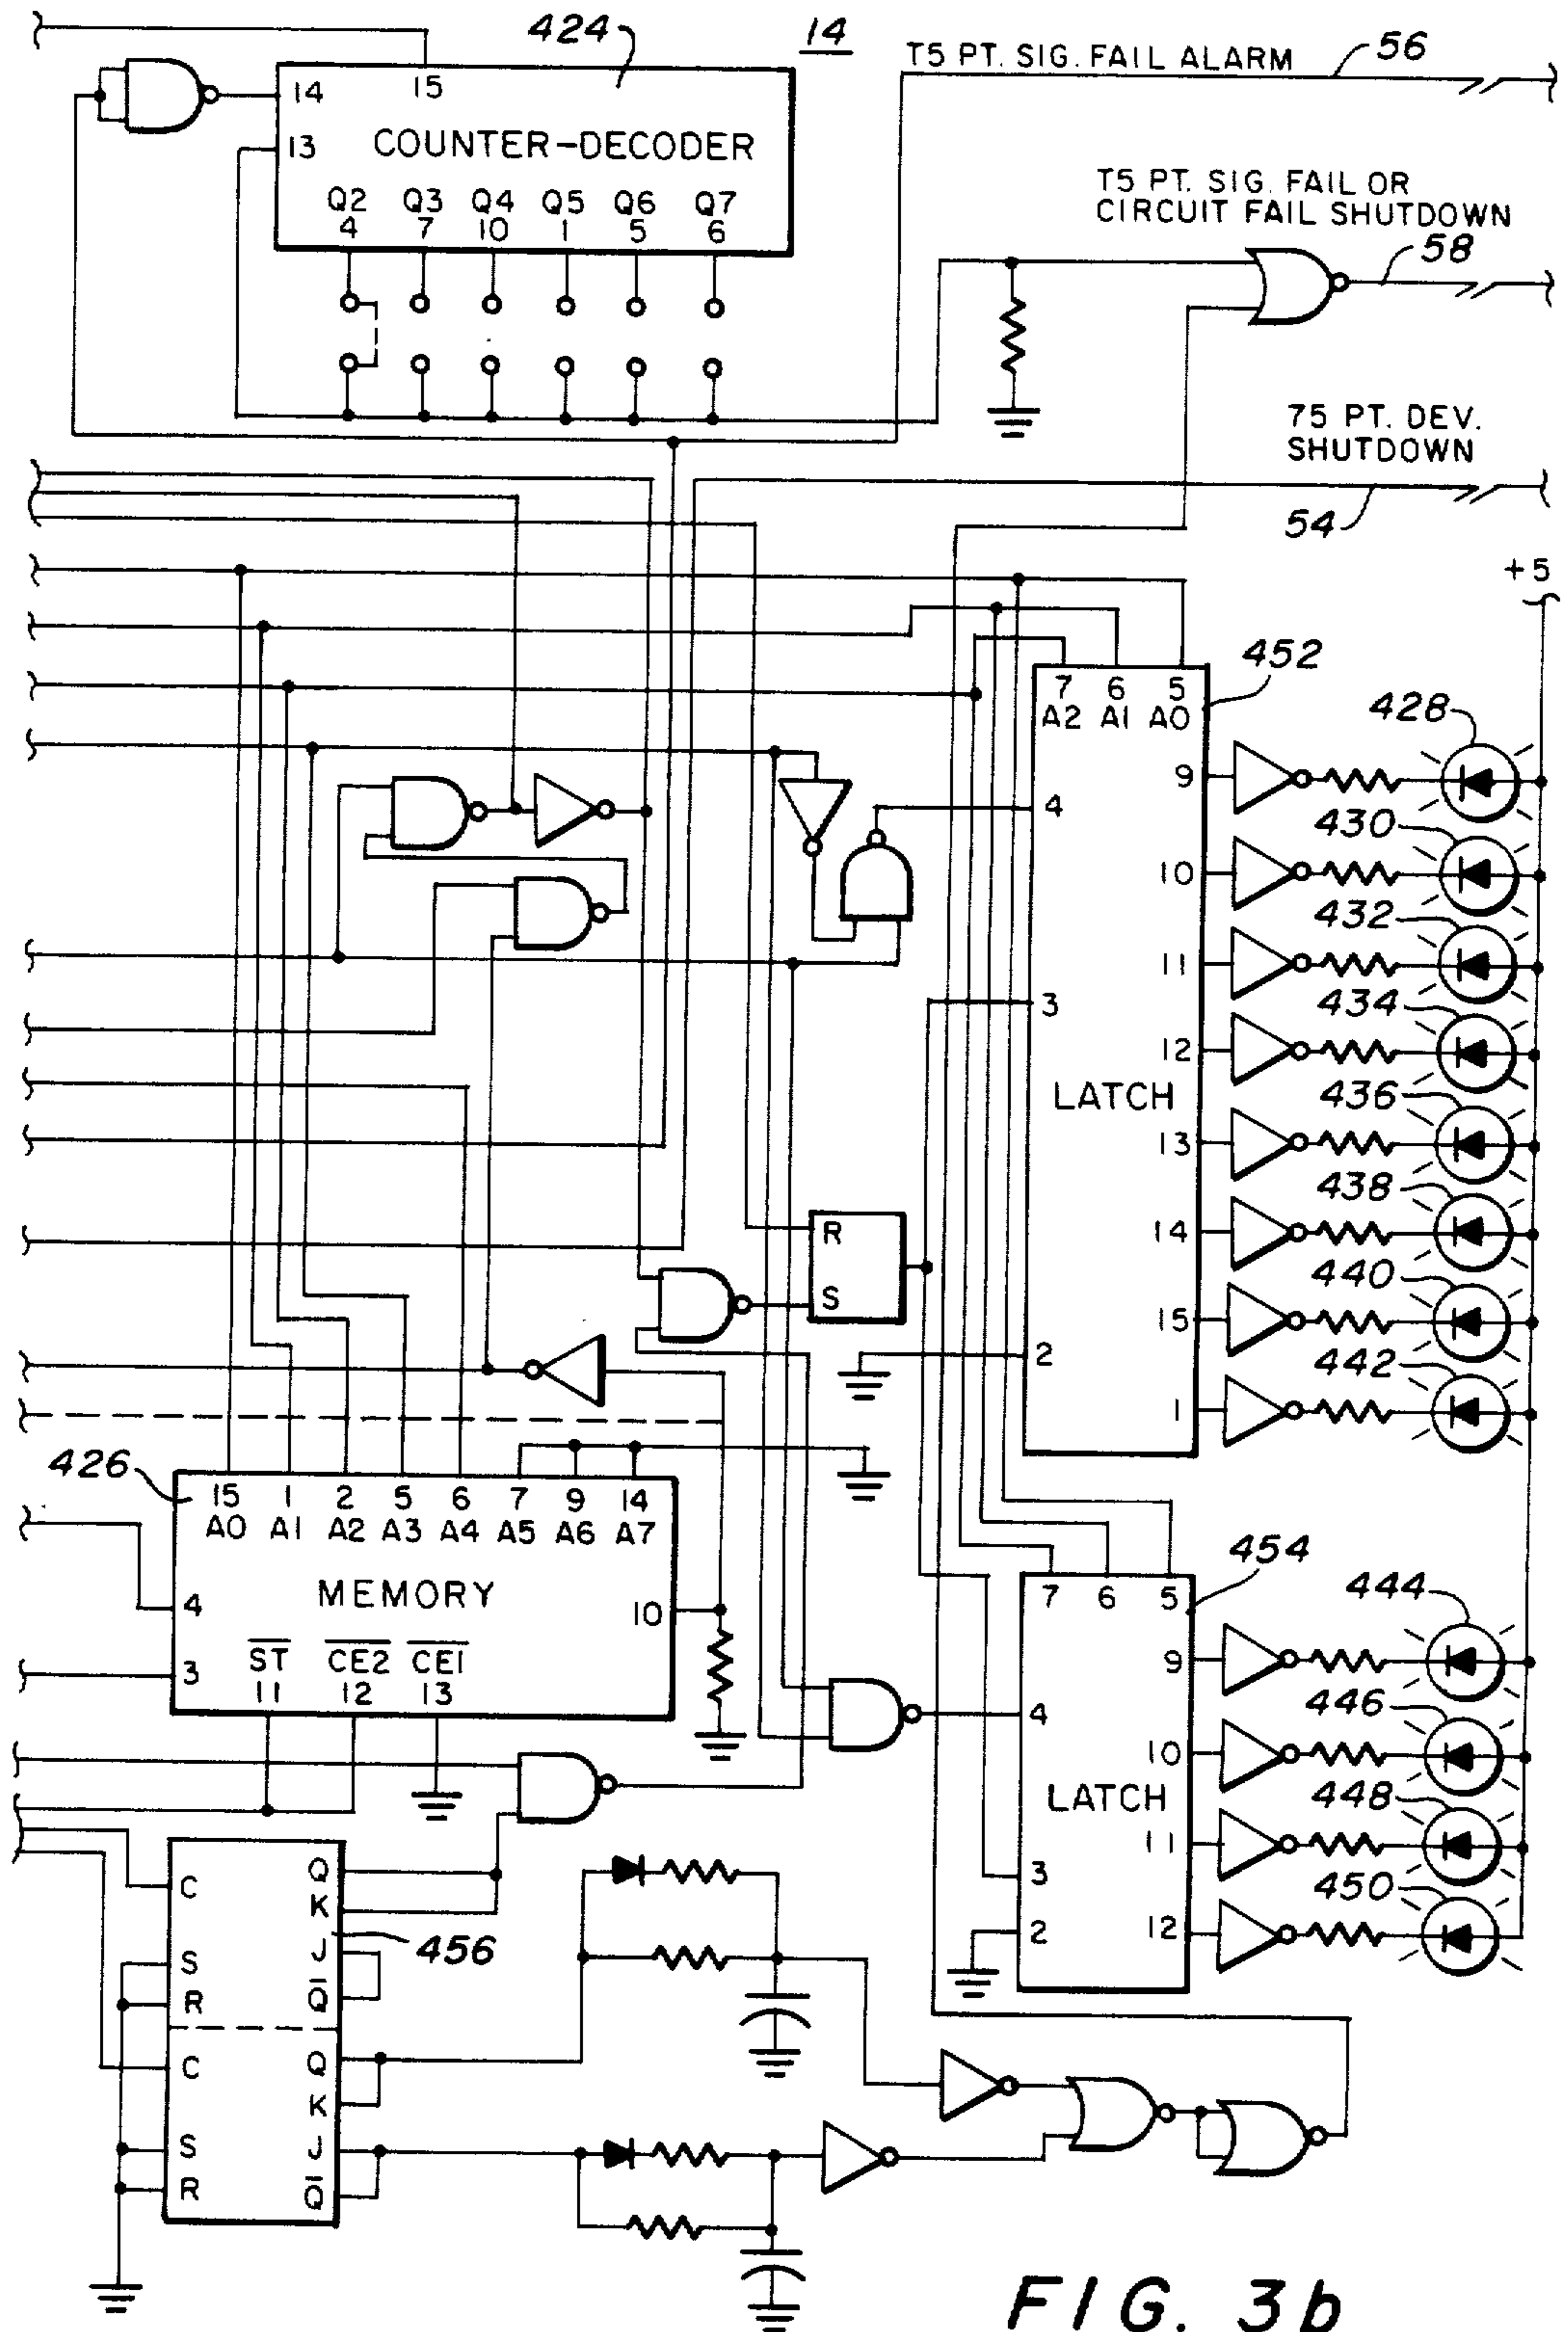 424
14
T5 PT. SIG. FAIL ALARM
56
14
15
13
COUNTER-DECODER
Q2 Q3 Q4 Q5 Q6 Q7
4 7 10 1 5 6
T5 PT. SIG. FAIL OR
CIRCUIT FAIL SHUTDOWN
58
75 PT. DEV.
SHUTDOWN
54
+5
452
7 6 5
A2 A1 A0
4
3
2
LATCH
9
10
11
12
13
14
15
1
428
430
432
434
436
438
440
442
R
S
426
15 1 2 5 6 7 9 14
A0 A1 A2 A3 A4 A5 A6 A7
MEMORY
4
3
10
S̅T̅ C̅E̅2̅ C̅E̅1̅
11 12 13
454
7 6 5
4
3
2
LATCH
9
10
11
12
444
446
448
450
456
C
S
R
C
S
R
Q
K
J
Q̅
Q
K
J
Q̅
FIG. 3b